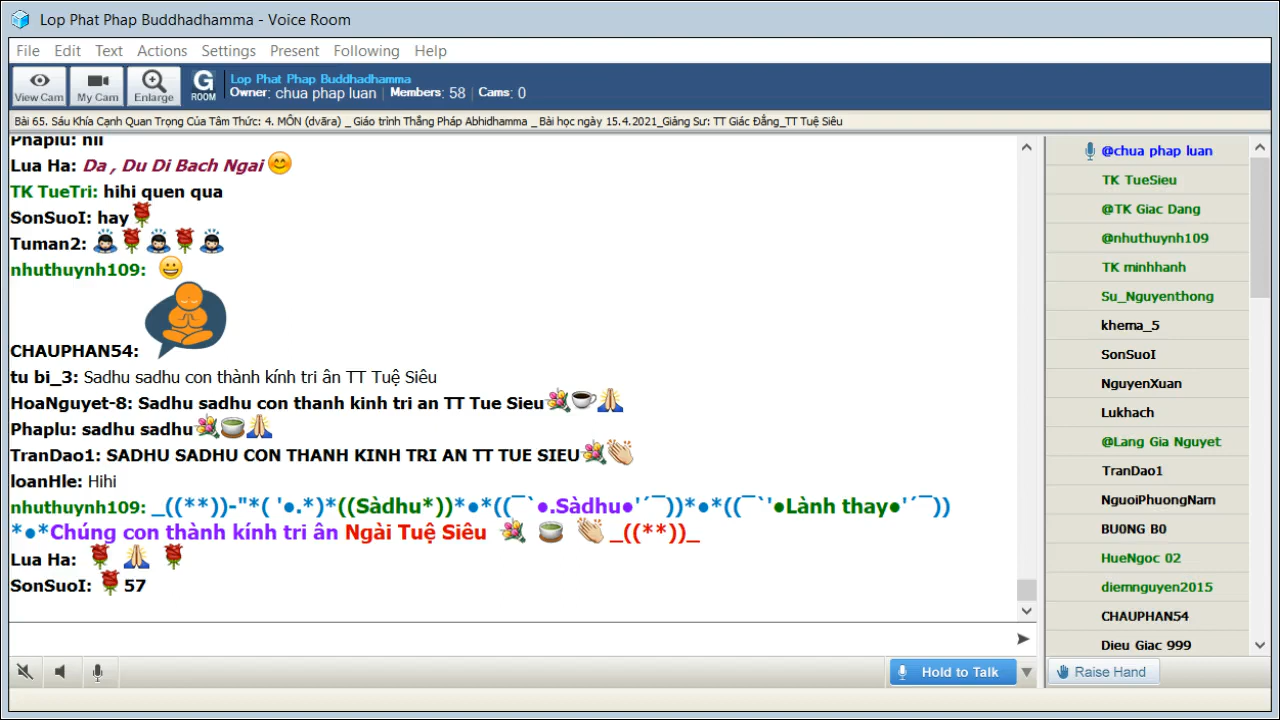 Lop Phat Phap Buddhadhamma - Voice Room
File Edit Text Actions Settings Present Following Help
View Cam My Cam Enlarge G ROOM
Lop Phat Phap Buddhadhamma
Owner: chua phap luan | Members: 58 | Cams: 0
Bài 65. Sáu Khía Cạnh Quan Trọng Của Tâm Thức: 4. MÔN (dvāra) _ Giáo trình Thắng Pháp Abhidhamma _Bài học ngày 15.4.2021_Giảng Sư: TT Giác Đẳng_TT Tuệ Siêu
Phaplu: hii
Lua Ha: Da , Du Di Bach Ngai 😊
TK TueTri: hihi quen qua
SonSuoI: hay🌹
Tuman2: 🙇🌹🙇🌹🙇
nhuthuynh109: 😀
CHAUPHAN54:
tu bi_3: Sadhu sadhu con thành kính tri ân TT Tuệ Siêu
HoaNguyet-8: Sadhu sadhu con thanh kinh tri an TT Tue Sieu💐☕🙏
Phaplu: sadhu sadhu💐🍵🙏
TranDao1: SADHU SADHU CON THANH KINH TRI AN TT TUE SIEU💐👏
loanHle: Hihi
nhuthuynh109: _((**))-"*( '●.*)*((Sàdhu*))*●*((¯`●.Sàdhu●'´¯))*●*((¯`'●Lành thay●'´¯))
*●*Chúng con thành kính tri ân Ngài Tuệ Siêu 💐 🍵 👏 _((**))_
Lua Ha: 🌹 🙏 🌹
SonSuoI: 🌹57
Hold to Talk
@chua phap luan
TK TueSieu
@TK Giac Dang
@nhuthuynh109
TK minhhanh
Su_Nguyenthong
khema_5
SonSuoI
NguyenXuan
Lukhach
@Lang Gia Nguyet
TranDao1
NguoiPhuongNam
BU0NG B0
HueNgoc 02
diemnguyen2015
CHAUPHAN54
Dieu Giac 999
Raise Hand